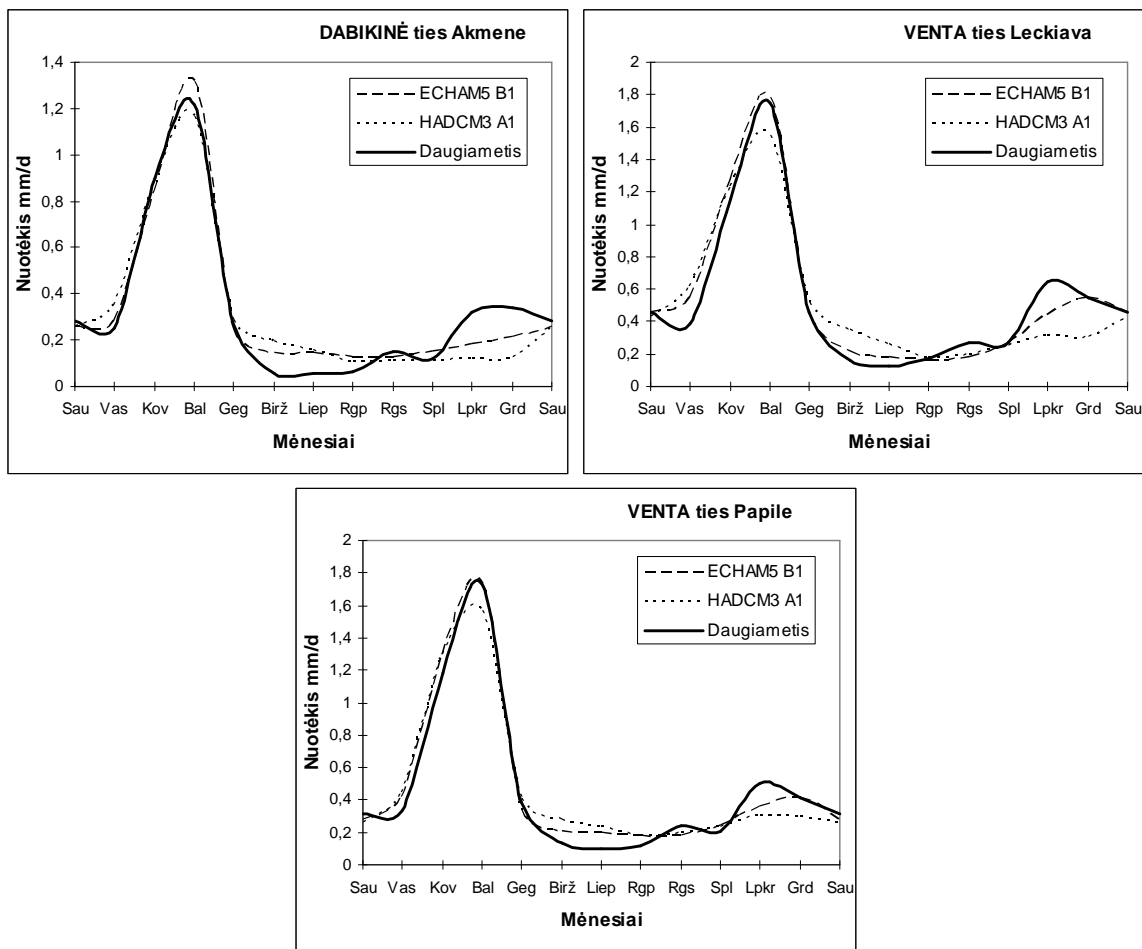 DABIKINĖ ties Akmene
Nuotėkis mm/d
1,4
1,2
1
0,8
0,6
0,4
0,2
0
ECHAM5 B1
HADCM3 A1
Daugiametis
Sau Vas Kov Bal Geg Birž Liep Rgp Rgs Spl Lpkr Grd Sau
Mėnesiai
VENTA ties Leckiava
Nuotėkis mm/d
2
1,8
1,6
1,4
1,2
1
0,8
0,6
0,4
0,2
0
ECHAM5 B1
HADCM3 A1
Daugiametis
Sau Vas Kov Bal Geg Birž Liep Rgp Rgs Spl Lpkr Grd Sau
Mėnesiai
VENTA ties Papile
Nuotėkis mm/d
2
1,8
1,6
1,4
1,2
1
0,8
0,6
0,4
0,2
0
ECHAM5 B1
HADCM3 A1
Daugiametis
Sau Vas Kov Bal Geg Birž Liep Rgp Rgs Spl Lpkr Grd Sau
Mėnesiai